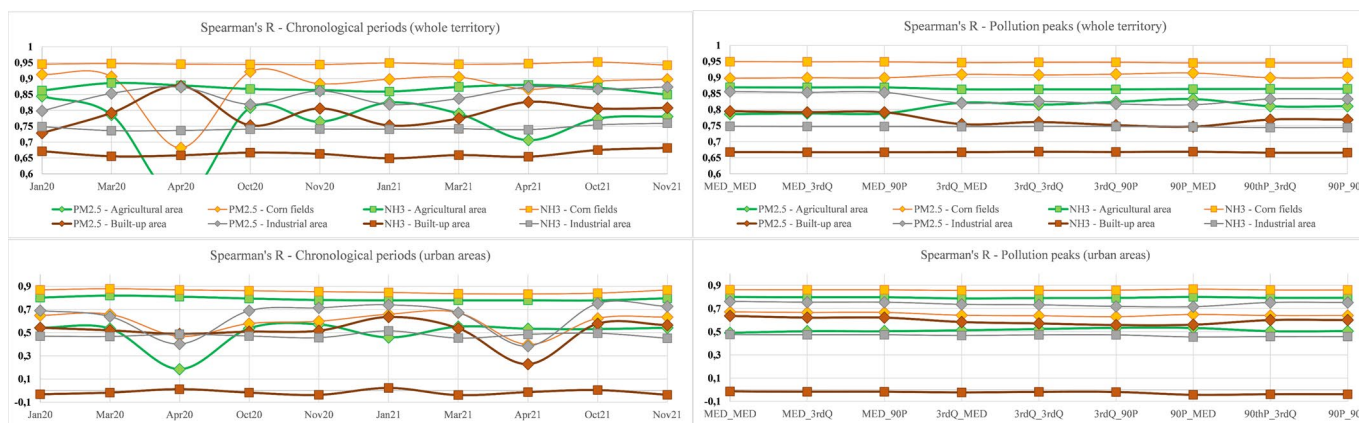 Spearman's R - Chronological periods (whole territory)
1
0,95
0,9
0,85
0,8
0,75
0,7
0,65
0,6
Jan20 Mar20 Apr20 Oct20 Nov20 Jan21 Mar21 Apr21 Oct21 Nov21
PM2.5 - Agricultural area PM2.5 - Corn fields NH3 - Agricultural area NH3 - Corn fields
PM2.5 - Built-up area PM2.5 - Industrial area NH3 - Built-up area NH3 - Industrial area
Spearman's R - Pollution peaks (whole territory)
1
0,95
0,9
0,85
0,8
0,75
0,7
0,65
0,6
MED_MED MED_3rdQ MED_90P 3rdQ_MED 3rdQ_3rdQ 3rdQ_90P 90P_MED 90thP_3rdQ 90P_90
PM2.5 - Agricultural area PM2.5 - Corn fields NH3 - Agricultural area NH3 - Corn fields
PM2.5 - Built-up area PM2.5 - Industrial area NH3 - Built-up area NH3 - Industrial area
Spearman's R - Chronological periods (urban areas)
0,9
0,7
0,5
0,3
0,1
-0,1
Jan20 Mar20 Apr20 Oct20 Nov20 Jan21 Mar21 Apr21 Oct21 Nov21
Spearman's R - Pollution peaks (urban areas)
0,9
0,7
0,5
0,3
0,1
-0,1
MED_MED MED_3rdQ MED_90P 3rdQ_MED 3rdQ_3rdQ 3rdQ_90P 90P_MED 90thP_3rdQ 90P_90